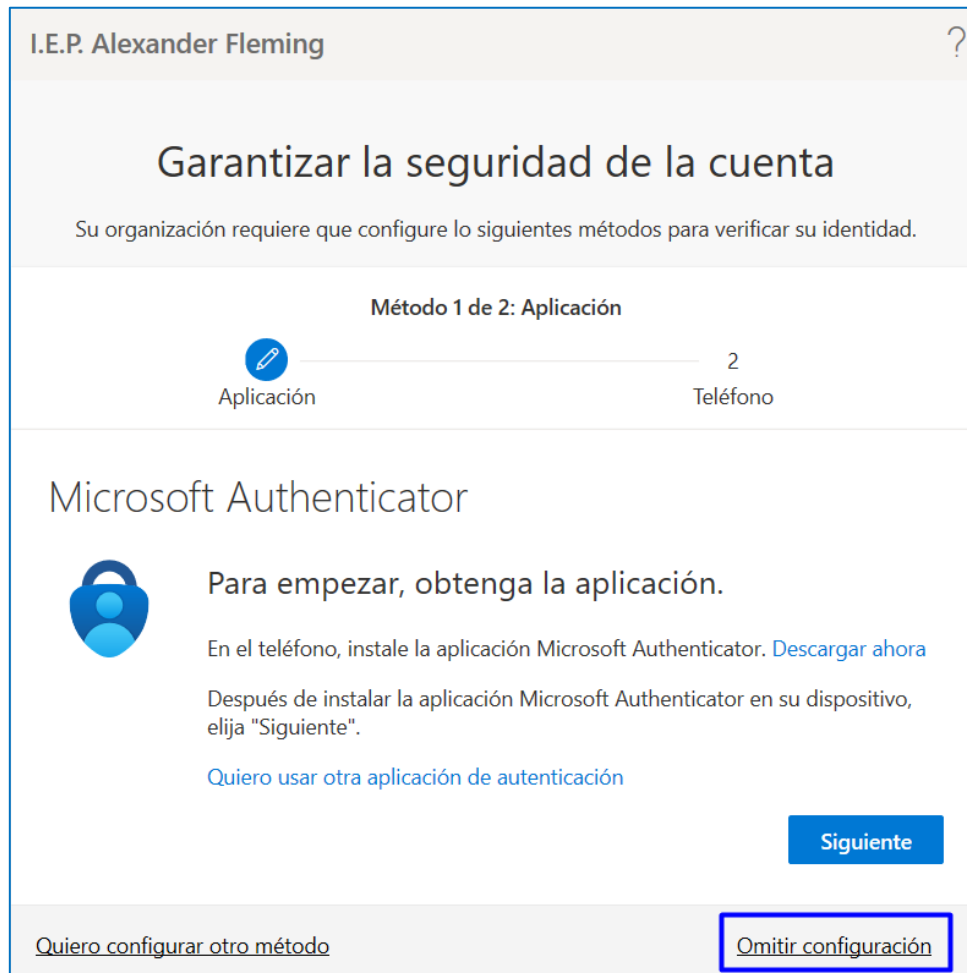 I.E.P. Alexander Fleming
?
Garantizar la seguridad de la cuenta
Su organización requiere que configure lo siguientes métodos para verificar su identidad.
Método 1 de 2: Aplicación
2
Aplicación
Teléfono
Microsoft Authenticator
Para empezar, obtenga la aplicación.
En el teléfono, instale la aplicación Microsoft Authenticator. Descargar ahora
Después de instalar la aplicación Microsoft Authenticator en su dispositivo,
elija "Siguiente".
Quiero usar otra aplicación de autenticación
Siguiente
Quiero configurar otro método
Omitir configuración